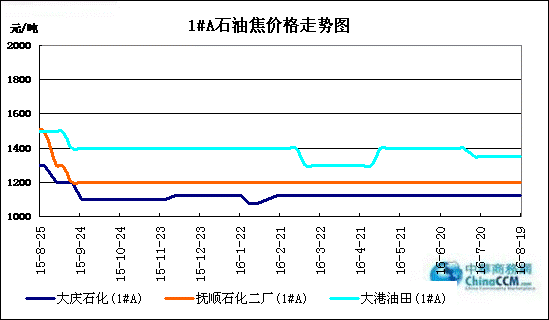 1#A石油焦价格走势图
元/吨
2000
1800
1600
1400
1200
1000
15-8-25
15-9-24
15-10-24
15-11-23
15-12-23
16-1-22
16-2-21
16-3-22
16-4-21
16-5-21
16-6-20
16-7-20
16-8-19
中华商务网
ChinaCCM.com
China Commodity Marketplace
大庆石化(1#A)
抚顺石化二厂(1#A)
大港油田(1#A)